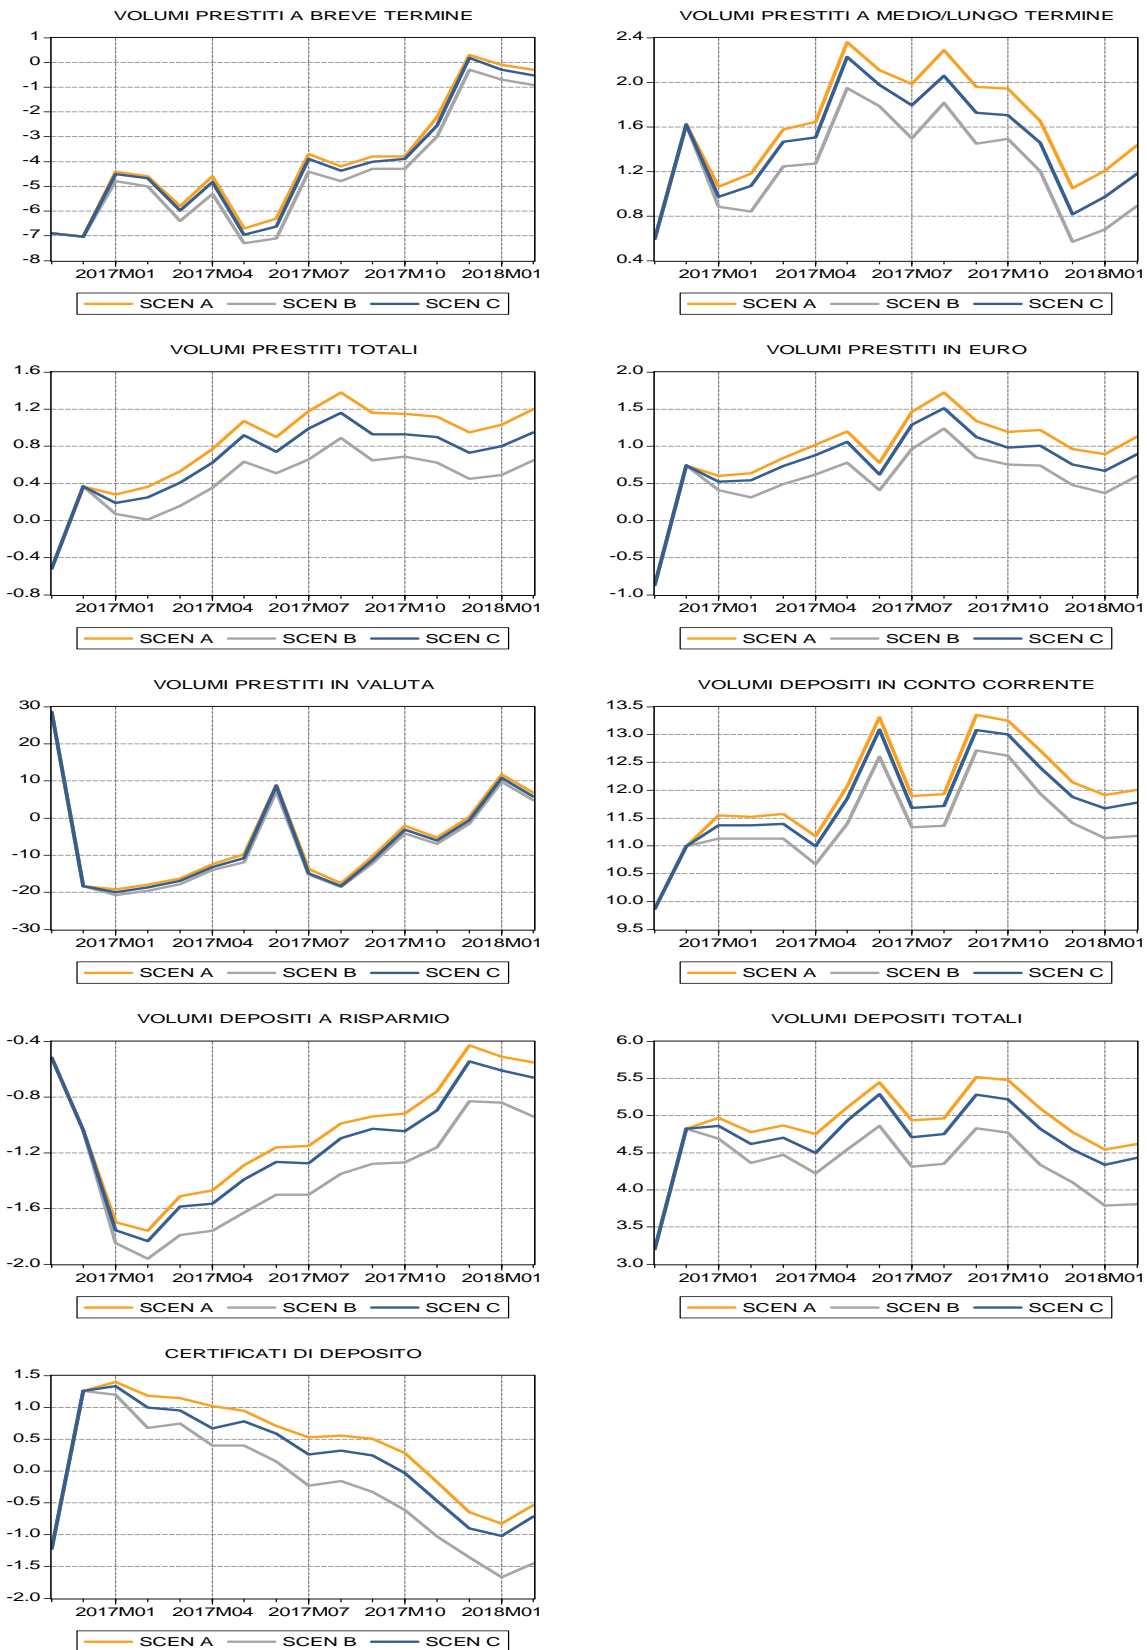 VOLUMI PRESTITI A BREVE TERMINE
1
0
-1
-2
-3
-4
-5
-6
-7
-8
2017M01 2017M04 2017M07 2017M10 2018M01
SCEN A SCEN B SCEN C
VOLUMI PRESTITI A MEDIO/LUNGO TERMINE
2.4
2.0
1.6
1.2
0.8
0.4
2017M01 2017M04 2017M07 2017M10 2018M01
SCEN A SCEN B SCEN C
VOLUMI PRESTITI TOTALI
1.6
1.2
0.8
0.4
0.0
-0.4
-0.8
2017M01 2017M04 2017M07 2017M10 2018M01
SCEN A SCEN B SCEN C
VOLUMI PRESTITI IN EURO
2.0
1.5
1.0
0.5
0.0
-0.5
-1.0
2017M01 2017M04 2017M07 2017M10 2018M01
SCEN A SCEN B SCEN C
VOLUMI PRESTITI IN VALUTA
30
20
10
0
-10
-20
-30
2017M01 2017M04 2017M07 2017M10 2018M01
SCEN A SCEN B SCEN C
VOLUMI DEPOSITI IN CONTO CORRENTE
13.5
13.0
12.5
12.0
11.5
11.0
10.5
10.0
9.5
2017M01 2017M04 2017M07 2017M10 2018M01
SCEN A SCEN B SCEN C
VOLUMI DEPOSITI A RISPARMIO
-0.4
-0.8
-1.2
-1.6
-2.0
2017M01 2017M04 2017M07 2017M10 2018M01
SCEN A SCEN B SCEN C
VOLUMI DEPOSITI TOTALI
6.0
5.5
5.0
4.5
4.0
3.5
3.0
2017M01 2017M04 2017M07 2017M10 2018M01
SCEN A SCEN B SCEN C
CERTIFICATI DI DEPOSITO
1.5
1.0
0.5
0.0
-0.5
-1.0
-1.5
-2.0
2017M01 2017M04 2017M07 2017M10 2018M01
SCEN A SCEN B SCEN C